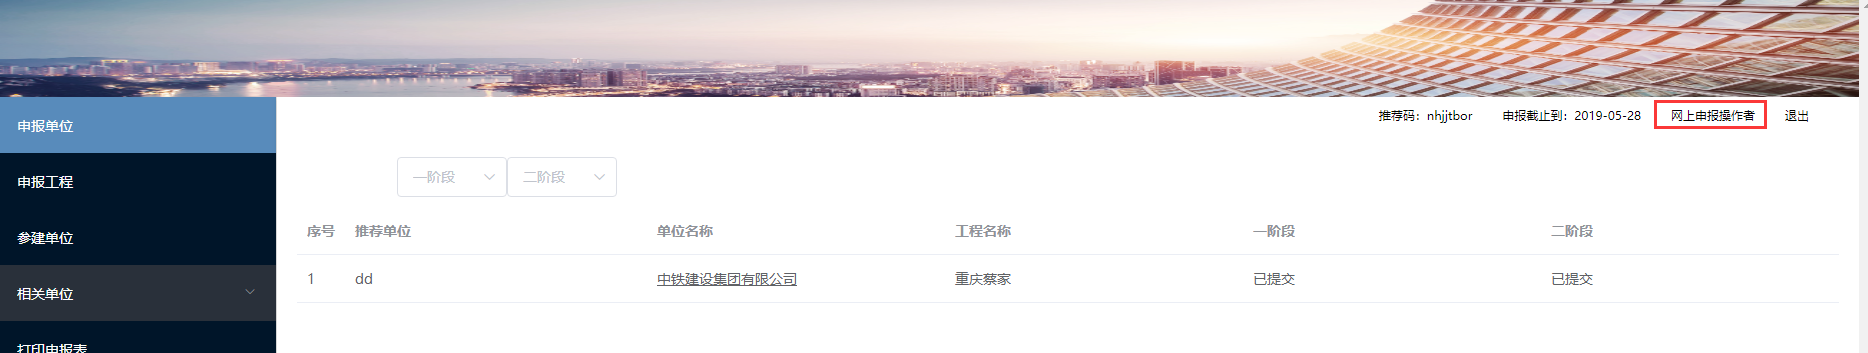 推荐码：nhjjtbor 申报截止到：2019-05-28 网上申报操作者 退出
申报单位
申报工程
参建单位
相关单位
打印申报表
一阶段 二阶段
序号 推荐单位 单位名称 工程名称 一阶段 二阶段
1 dd 中铁建设集团有限公司 重庆蔡家 已提交 已提交